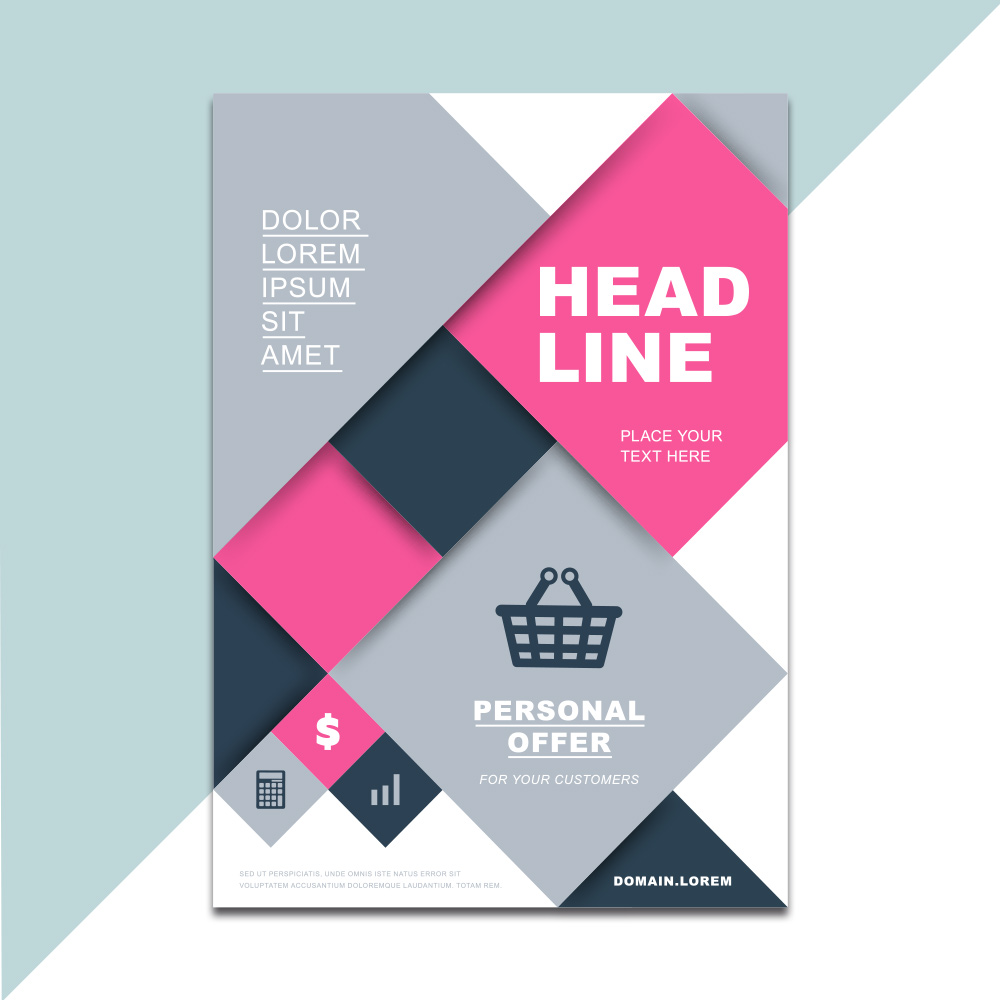 DOLOR
LOREM
IPSUM
SIT
AMET
HEAD
LINE
PLACE YOUR
TEXT HERE
$
PERSONAL
OFFER
FOR YOUR CUSTOMERS
SED UT PERSPICIATIS, UNDE OMNIS ISTE NATUS ERROR SIT
VOLUPTATEM ACCUSANTIUM DOLOREMQUE LAUDANTIUM. TOTAM REM.
DOMAIN.LOREM